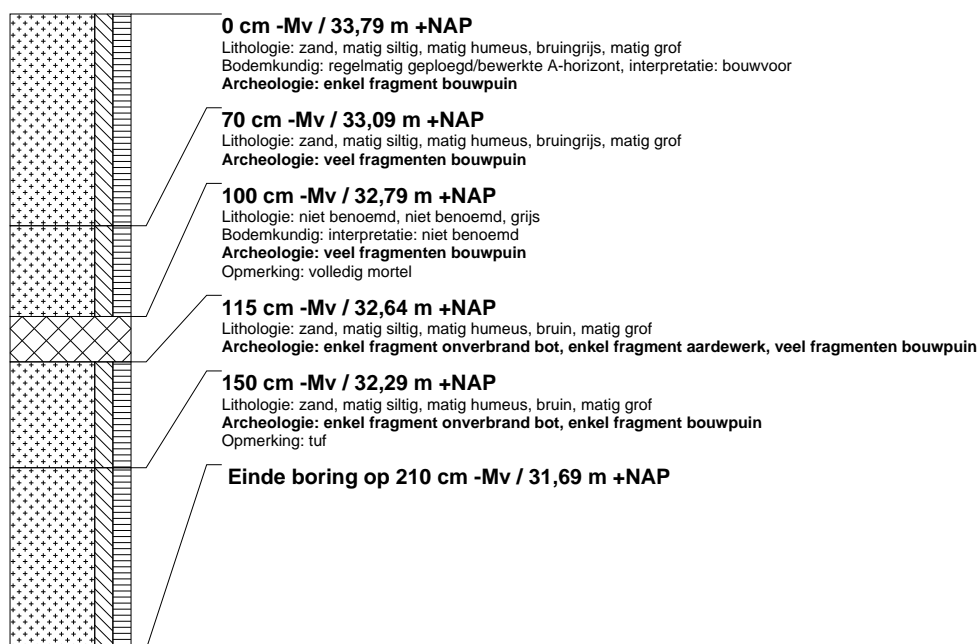 0 cm -Mv / 33,79 m +NAP
Lithologie: zand, matig siltig, matig humeus, bruingrijs, matig grof
Bodemkundig: regelmatig geploegd/bewerkte A-horizont, interpretatie: bouwvoor
Archeologie: enkel fragment bouwpuin
70 cm -Mv / 33,09 m +NAP
Lithologie: zand, matig siltig, matig humeus, bruingrijs, matig grof
Archeologie: veel fragmenten bouwpuin
100 cm -Mv / 32,79 m +NAP
Lithologie: niet benoemd, niet benoemd, grijs
Bodemkundig: interpretatie: niet benoemd
Archeologie: veel fragmenten bouwpuin
Opmerking: volledig mortel
115 cm -Mv / 32,64 m +NAP
Lithologie: zand, matig siltig, matig humeus, bruin, matig grof
Archeologie: enkel fragment onverbrand bot, enkel fragment aardewerk, veel fragmenten bouwpuin
150 cm -Mv / 32,29 m +NAP
Lithologie: zand, matig siltig, matig humeus, bruin, matig grof
Archeologie: enkel fragment onverbrand bot, enkel fragment bouwpuin
Opmerking: tuf
Einde boring op 210 cm -Mv / 31,69 m +NAP